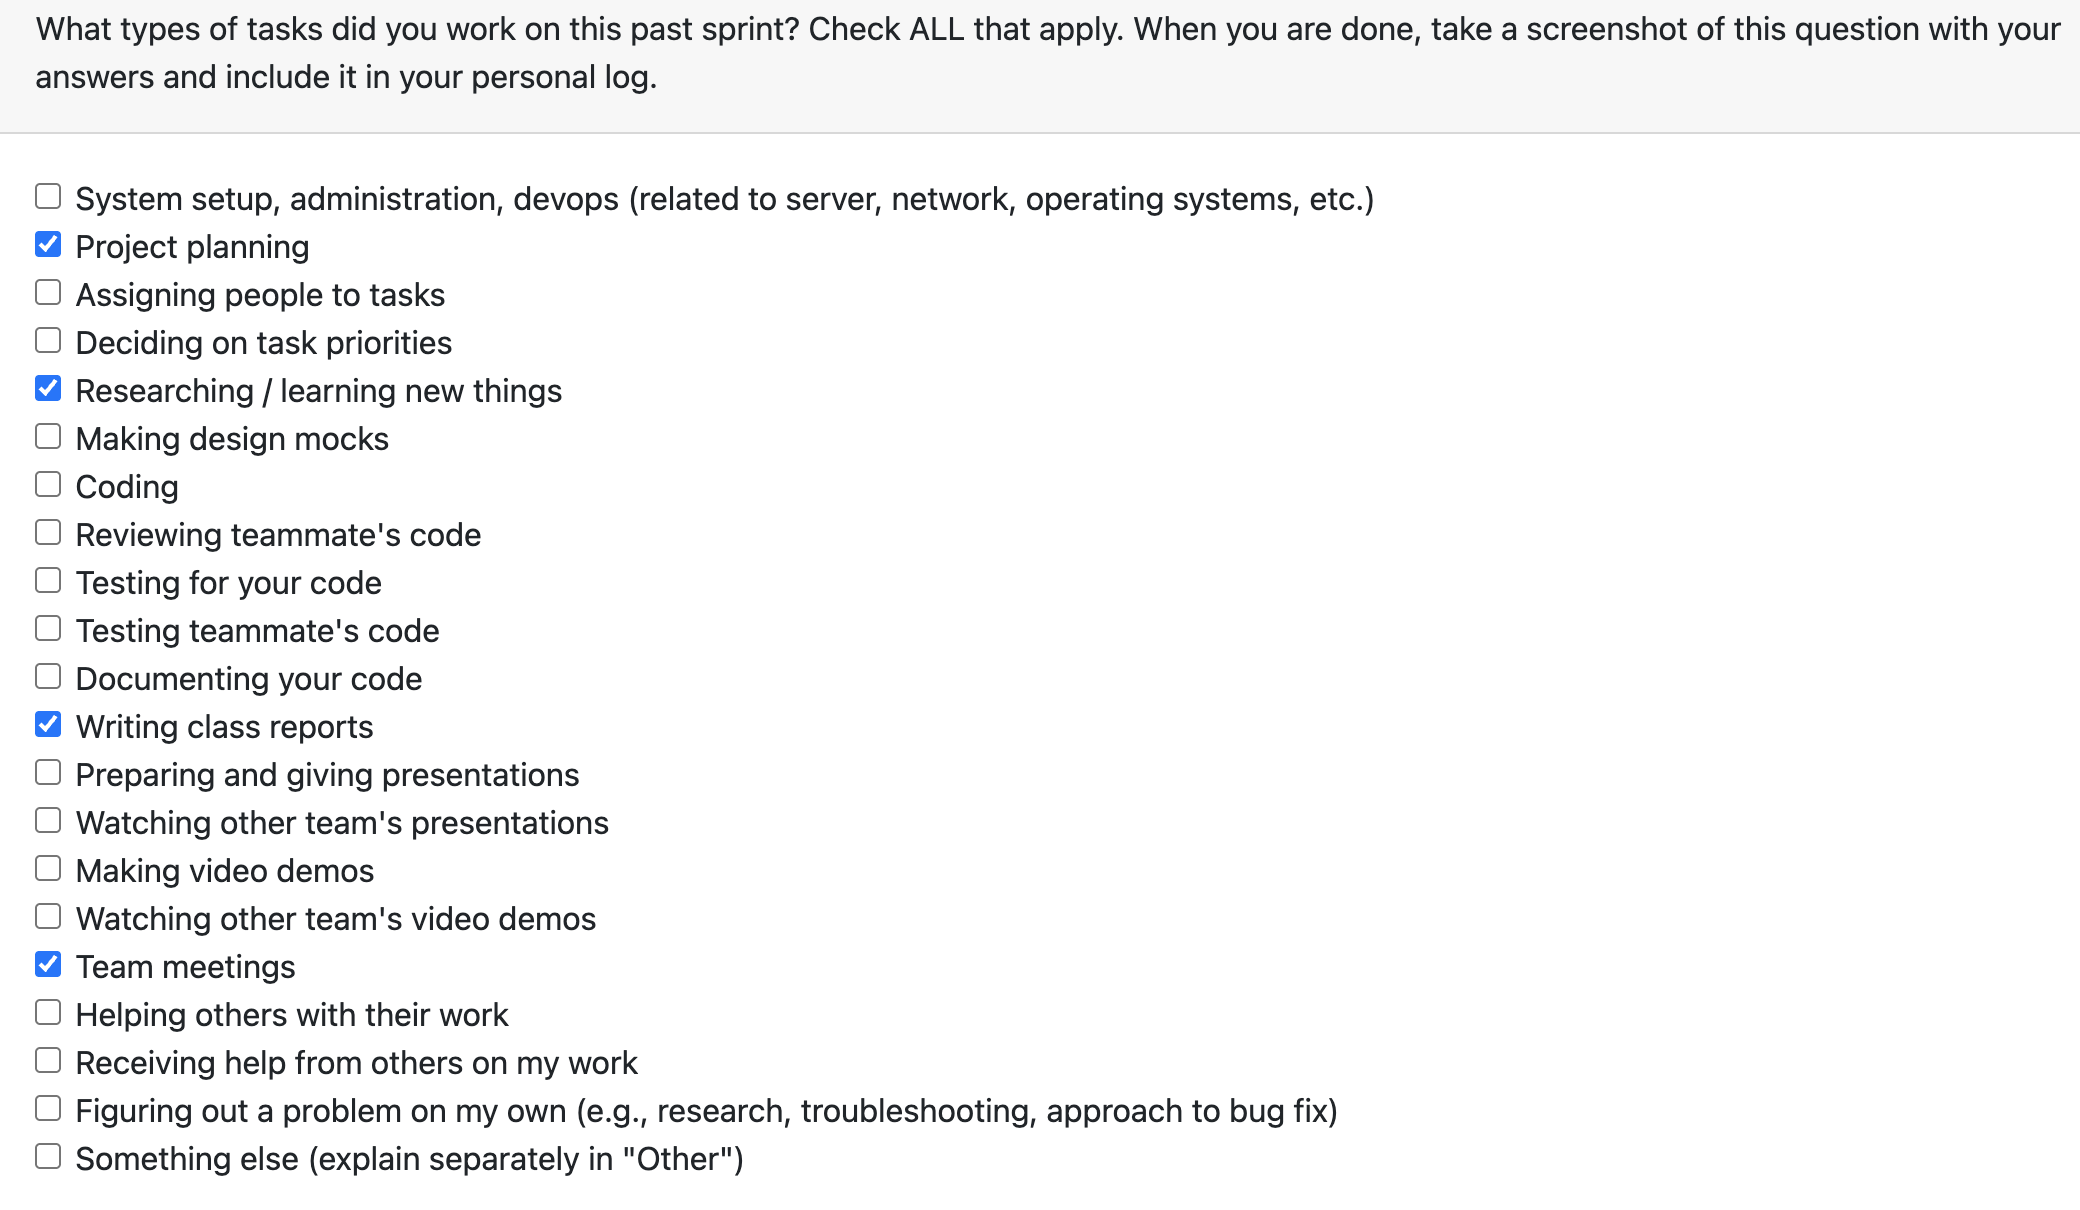 What types of tasks did you work on this past sprint? Check ALL that apply. When you are done, take a screenshot of this question with your
answers and include it in your personal log.
System setup, administration, devops (related to server, network, operating systems, etc.)
Project planning
Assigning people to tasks
Deciding on task priorities
Researching / learning new things
Making design mocks
Coding
Reviewing teammate's code
Testing for your code
Testing teammate's code
Documenting your code
Writing class reports
Preparing and giving presentations
Watching other team's presentations
Making video demos
Watching other team's video demos
Team meetings
Helping others with their work
Receiving help from others on my work
Figuring out a problem on my own (e.g., research, troubleshooting, approach to bug fix)
Something else (explain separately in "Other")